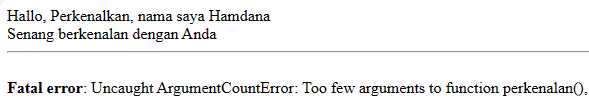 Hallo, Perkenalkan, nama saya Hamdana
Senang berkenalan dengan Anda
Fatal error: Uncaught ArgumentCountError: Too few arguments to function perkenalan(),